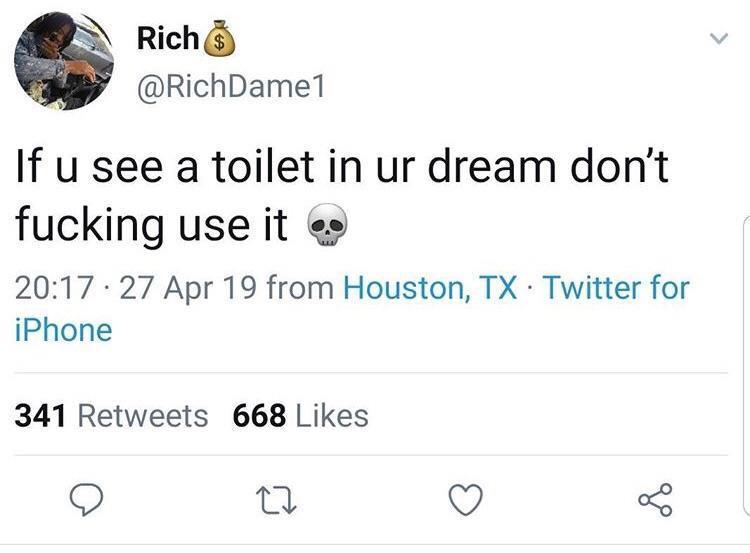 Rich💰
@RichDame1
If u see a toilet in ur dream don't
fucking use it 💀
20:17 · 27 Apr 19 from Houston, TX · Twitter for
iPhone
341 Retweets 668 Likes